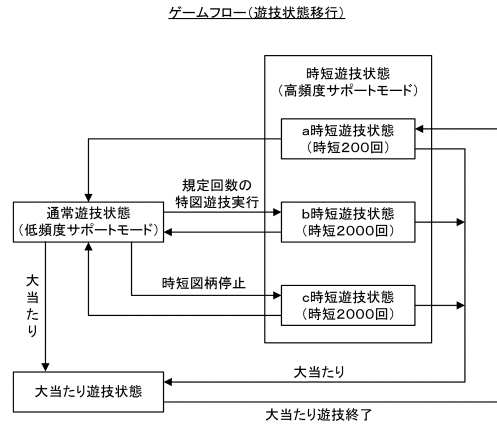 ゲームフロー(遊技状態移行)
時短遊技状態
(高頻度サポートモード)
a時短遊技状態
(時短200回)
規定回数の
特図遊技実行
通常遊技状態
(低頻度サポートモード)
b時短遊技状態
(時短2000回)
時短図柄停止
c時短遊技状態
(時短2000回)
大当たり
大当たり
大当たり遊技状態
大当たり遊技終了